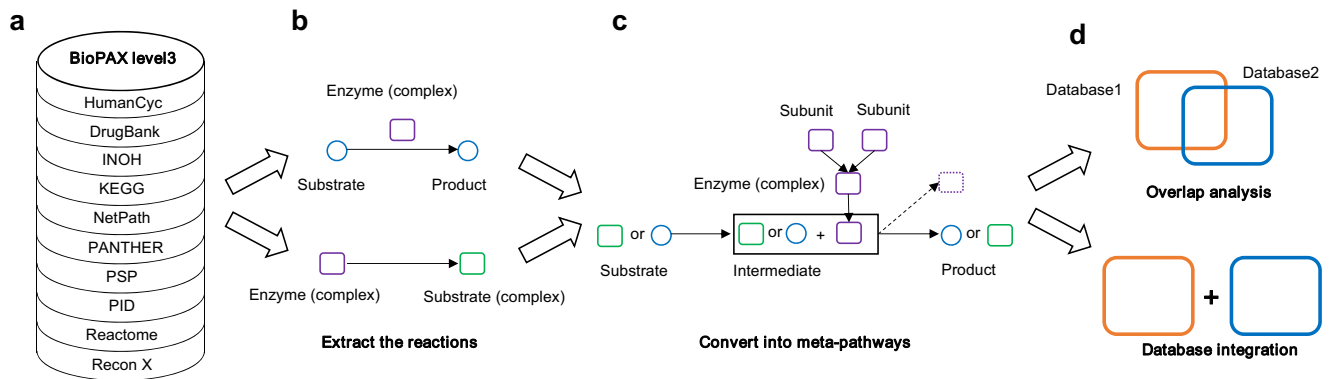 a
BioPAX level3
HumanCyc
DrugBank
INOH
KEGG
NetPath
PANTHER
PSP
PID
Reactome
Recon X
b
Enzyme (complex)
Substrate
Product
Enzyme (complex)
Substrate (complex)
Extract the reactions
c
Subunit
Subunit
Enzyme (complex)
or
or
+
or
Substrate
Intermediate
Product
Convert into meta-pathways
d
Database1
Database2
Overlap analysis
+
Database integration